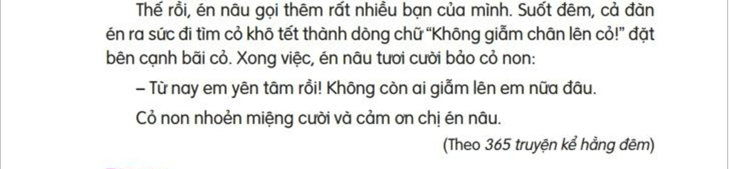 Thế rồi, én nâu gọi thêm rất nhiều bạn của mình. Suốt đêm, cả đàn
én ra sức đi tìm cỏ khô tết thành dòng chữ “Không giẫm chân lên cỏ!” đặt
bên cạnh bãi cỏ. Xong việc, én nâu tươi cười bảo cỏ non:
– Từ nay em yên tâm rồi! Không còn ai giẫm lên em nữa đâu.
Cỏ non nhoẻn miệng cười và cảm ơn chị én nâu.
(Theo 365 truyện kể hằng đêm)